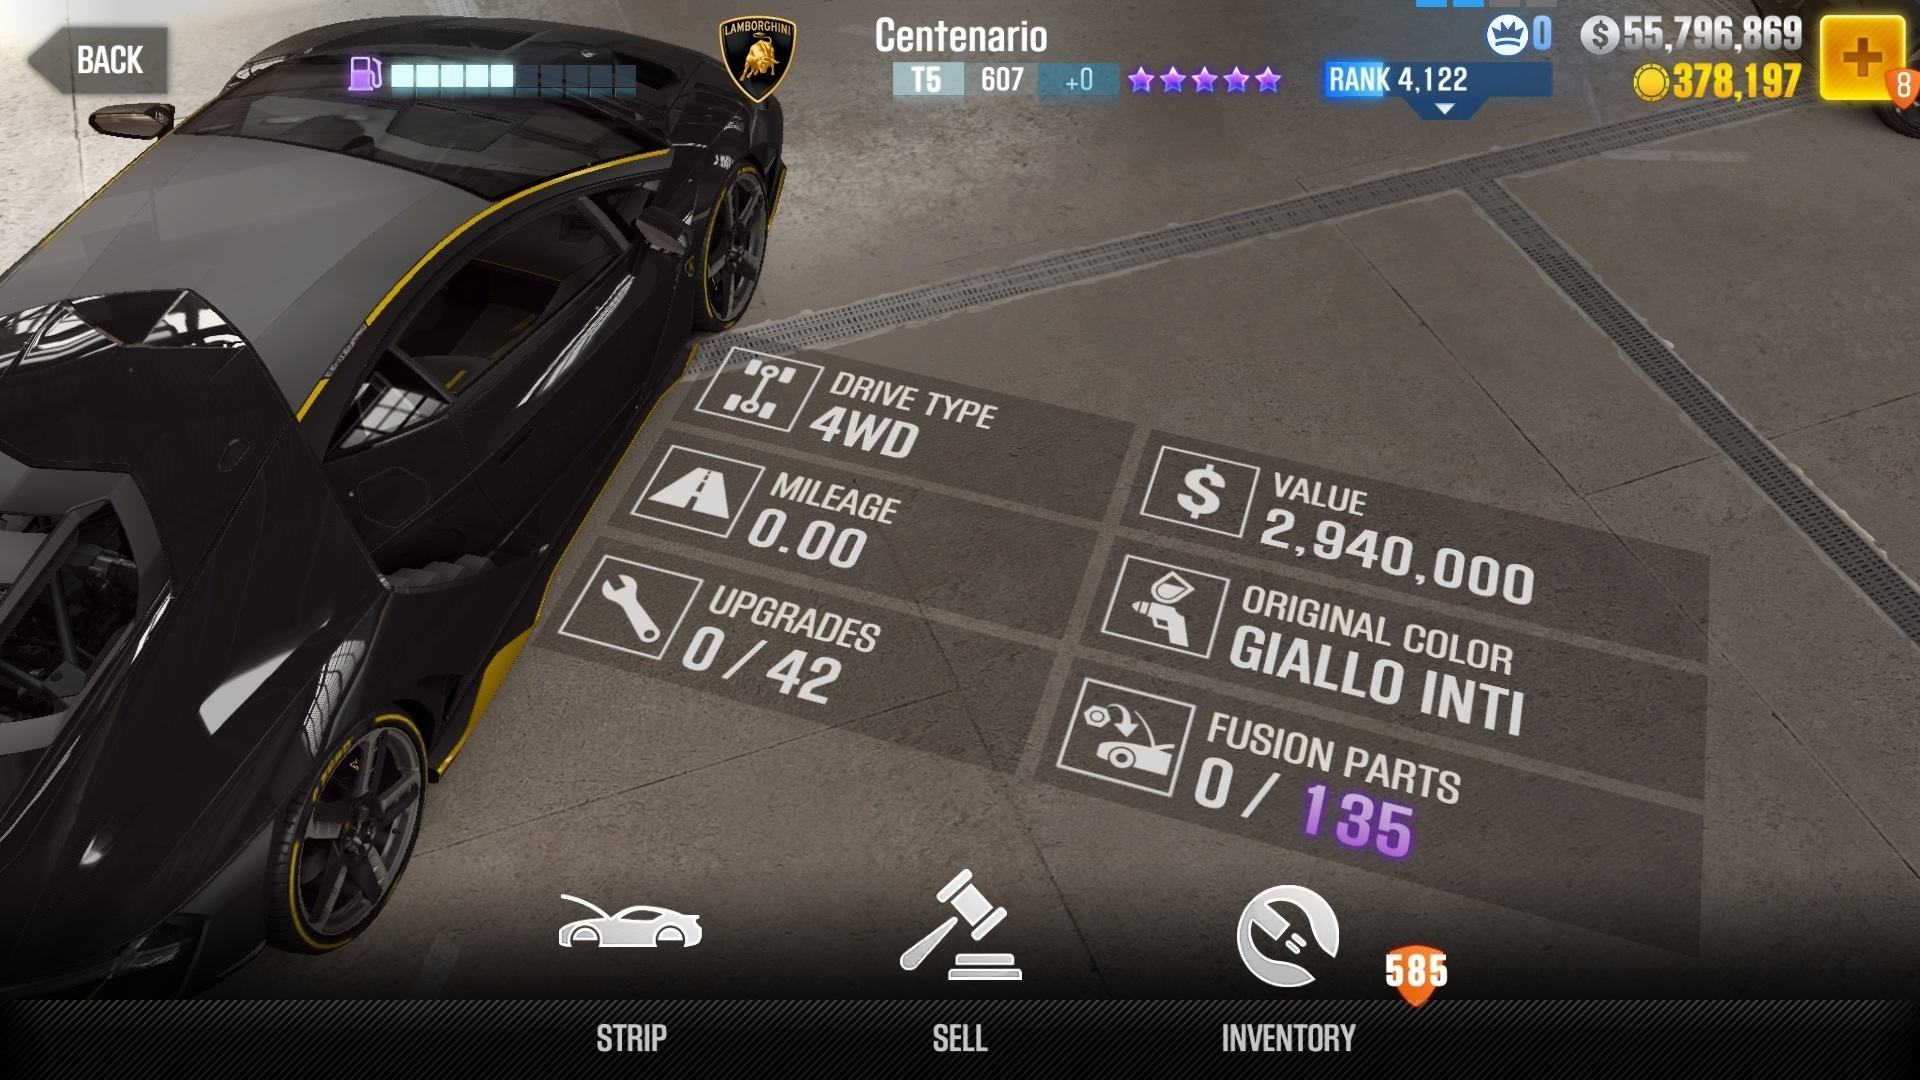 BACK
LAMBORGHINI
Centenario
T5 607 +0
RANK 4,122
0
$ 55,796,869
378,197
8
DRIVE TYPE
4WD
MILEAGE
0.00
UPGRADES
0/42
$ VALUE
2,940,000
ORIGINAL COLOR
GIALLO INTI
FUSION PARTS
0/ 135
585
STRIP
SELL
INVENTORY